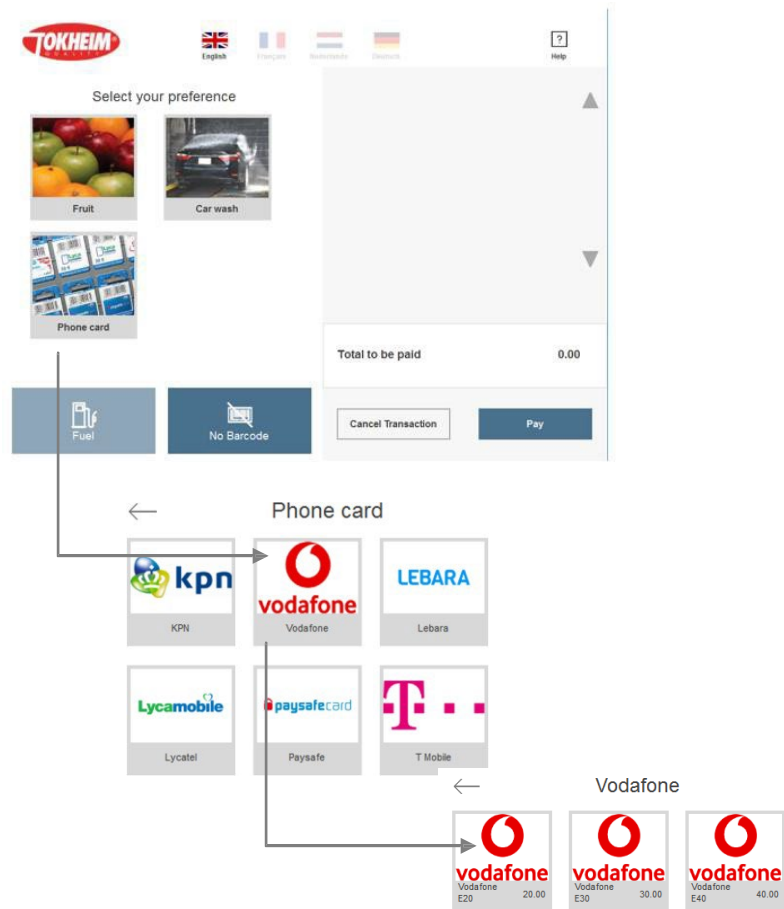 TOKHEIM
QUALITY
English
Français
Nederlands
Deutsch
?
Help
Select your preference
Fruit
Car wash
Phone card
Total to be paid 0.00
Fuel
No Barcode
Cancel Transaction
Pay
Phone card
kpn
vodafone
LEBARA
KPN
Vodafone
Lebara
Lycamobile
paysafecard
T
Lycatel
Paysafe
T Mobile
Vodafone
vodafone
Vodafone
E20 20.00
vodafone
Vodafone
E30 30.00
vodafone
Vodafone
E40 40.00